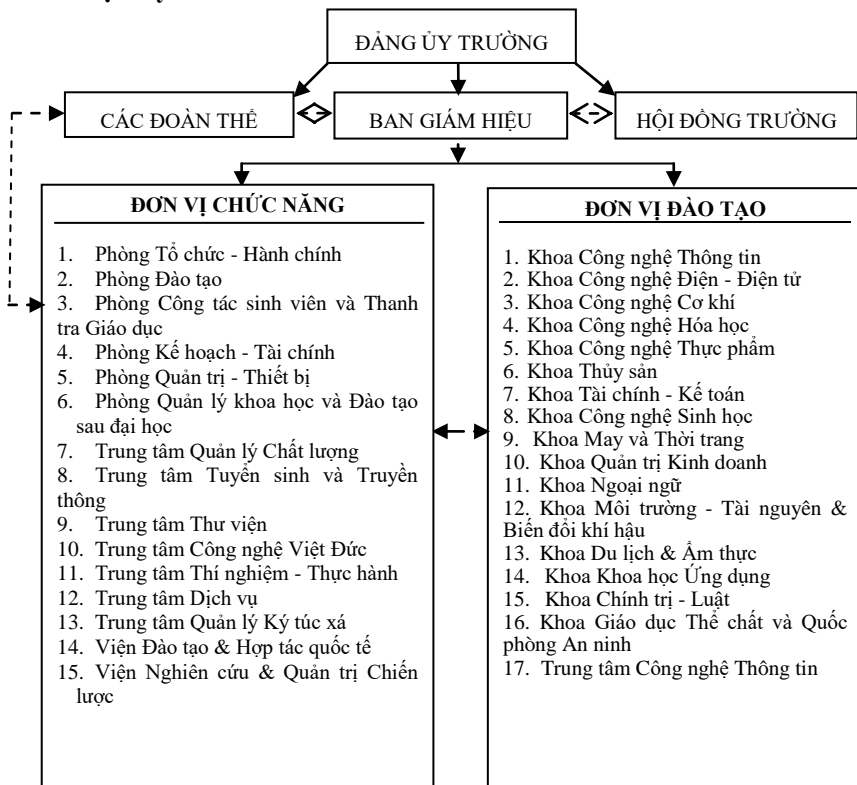 ĐẢNG ỦY TRƯỜNG
CÁC ĐOÀN THỂ
BAN GIÁM HIỆU
HỘI ĐỒNG TRƯỜNG
ĐƠN VỊ CHỨC NĂNG
1. Phòng Tổ chức - Hành chính
2. Phòng Đào tạo
3. Phòng Công tác sinh viên và Thanh
tra Giáo dục
4. Phòng Kế hoạch - Tài chính
5. Phòng Quản trị - Thiết bị
6. Phòng Quản lý khoa học và Đào tạo
sau đại học
7. Trung tâm Quản lý Chất lượng
8. Trung tâm Tuyển sinh và Truyền
thông
9. Trung tâm Thư viện
10. Trung tâm Công nghệ Việt Đức
11. Trung tâm Thí nghiệm - Thực hành
12. Trung tâm Dịch vụ
13. Trung tâm Quản lý Ký túc xá
14. Viện Đào tạo & Hợp tác quốc tế
15. Viện Nghiên cứu & Quản trị Chiến
lược
ĐƠN VỊ ĐÀO TẠO
1. Khoa Công nghệ Thông tin
2. Khoa Công nghệ Điện - Điện tử
3. Khoa Công nghệ Cơ khí
4. Khoa Công nghệ Hóa học
5. Khoa Công nghệ Thực phẩm
6. Khoa Thủy sản
7. Khoa Tài chính - Kế toán
8. Khoa Công nghệ Sinh học
9. Khoa May và Thời trang
10. Khoa Quản trị Kinh doanh
11. Khoa Ngoại ngữ
12. Khoa Môi trường - Tài nguyên &
Biến đổi khí hậu
13. Khoa Du lịch & Ẩm thực
14. Khoa Khoa học Ứng dụng
15. Khoa Chính trị - Luật
16. Khoa Giáo dục Thể chất và Quốc
phòng An ninh
17. Trung tâm Công nghệ Thông tin